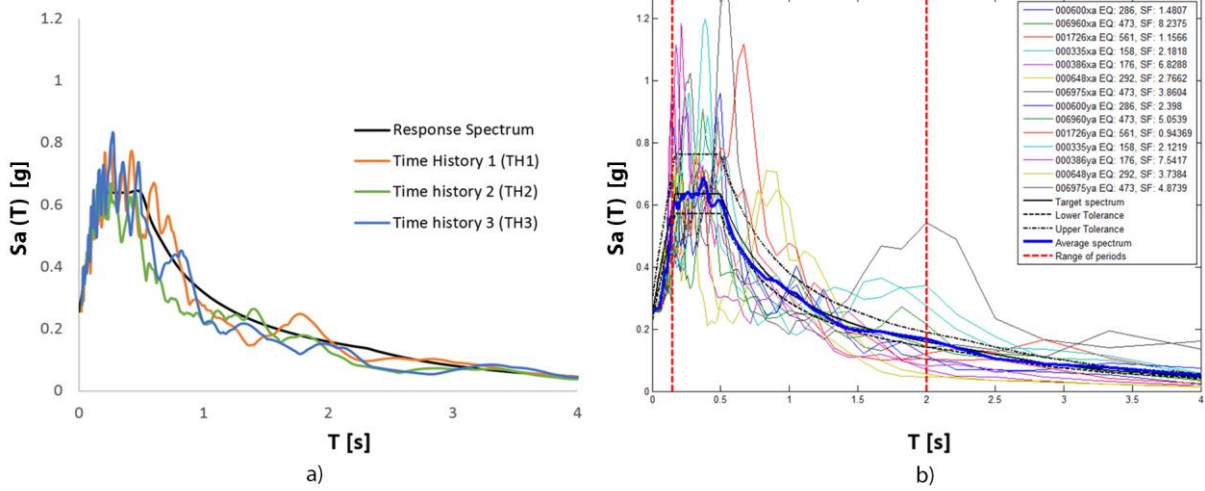 1.2
1
0.8
0.6
0.4
0.2
0
0
1
2
3
4
Sa (T) [g]
T [s]
Response Spectrum
Time History 1 (TH1)
Time history 2 (TH2)
Time history 3 (TH3)
a)
1.2
1
0.8
0.6
0.4
0.2
0
0
0.5
1
1.5
2
2.5
3
3.5
4
Sa (T) [g]
T [s]
000600xa EQ: 286, SF: 1.4807
006960xa EQ: 473, SF: 8.2375
001726xa EQ: 561, SF: 1.1566
000335xa EQ: 158, SF: 2.1818
000386xa EQ: 176, SF: 6.8288
000648xa EQ: 292, SF: 2.7662
006975xa EQ: 473, SF: 3.8604
000600ya EQ: 286, SF: 2.398
006960ya EQ: 473, SF: 5.0539
001726ya EQ: 561, SF: 0.94369
000335ya EQ: 158, SF: 2.1219
000386ya EQ: 176, SF: 7.5417
000648ya EQ: 292, SF: 3.7384
006975ya EQ: 473, SF: 4.8739
Target spectrum
Lower Tolerance
Upper Tolerance
Average spectrum
Range of periods
b)